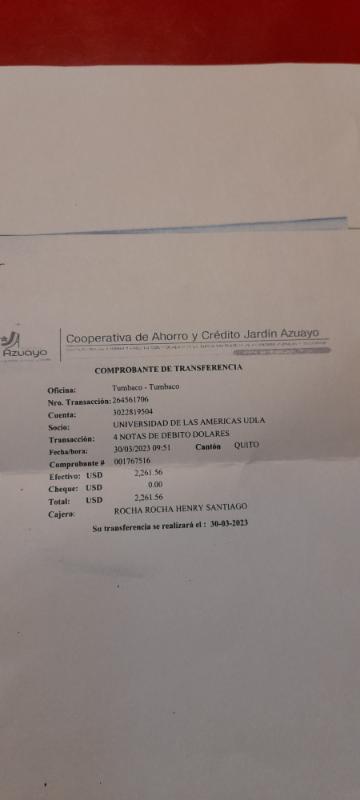 Azuayo
Cooperativa de Ahorro y Crédito Jardín Azuayo
COMPROBANTE DE TRANSFERENCIA
Oficina: Tumbaco - Tumbaco
Nro. Transacción: 264561706
Cuenta: 3022819504
Socio: UNIVERSIDAD DE LAS AMERICAS UDLA
Transacción: 4 NOTAS DE DEBITO DOLARES
Fecha/hora: 30/03/2023 09:51 Cantón QUITO
Comprobante # 001767516
Efectivo: USD 2,261.56
Cheque: USD 0.00
Total: USD 2,261.56
Cajero: ROCHA ROCHA HENRY SANTIAGO
Su transferencia se realizará el : 30-03-2023